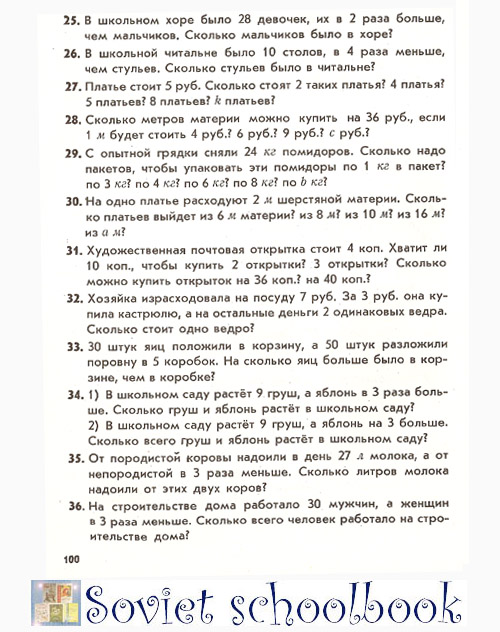 25. В школьном хоре было 28 девочек, их в 2 раза больше,
чем мальчиков. Сколько мальчиков было в хоре?
26. В школьной читальне было 10 столов, в 4 раза меньше,
чем стульев. Сколько стульев было в читальне?
27. Платье стоит 5 руб. Сколько стоят 2 таких платья? 4 платья?
5 платьев? 8 платьев? k платьев?
28. Сколько метров материи можно купить на 36 руб., если
1 м будет стоить 4 руб.? 6 руб.? 9 руб.? c руб.?
29. С опытной грядки сняли 24 кг помидоров. Сколько надо
пакетов, чтобы упаковать эти помидоры по 1 кг в пакет?
по 3 кг? по 4 кг? по 6 кг? по 8 кг? по b кг?
30. На одно платье расходуют 2 м шерстяной материи. Сколь-
ко платьев выйдет из 6 м материи? из 8 м? из 10 м? из 16 м?
из a м?
31. Художественная почтовая открытка стоит 4 коп. Хватит ли
10 коп., чтобы купить 2 открытки? 3 открытки? Сколько
можно купить открыток на 36 коп.? на 40 коп.?
32. Хозяйка израсходовала на посуду 7 руб. За 3 руб. она ку-
пила кастрюлю, а на остальные деньги 2 одинаковых ведра.
Сколько стоит одно ведро?
33. 30 штук яиц положили в корзину, а 50 штук разложили
поровну в 5 коробок. На сколько яиц больше было в кор-
зине, чем в коробке?
34. 1) В школьном саду растёт 9 груш, а яблонь в 3 раза боль-
ше. Сколько груш и яблонь растёт в школьном саду?
2) В школьном саду растёт 9 груш, а яблонь на 3 больше.
Сколько всего груш и яблонь растёт в школьном саду?
35. От породистой коровы надоили в день 27 л молока, а от
непородистой в 3 раза меньше. Сколько литров молока
надоили от этих двух коров?
36. На строительстве дома работало 30 мужчин, а женщин
в 3 раза меньше. Сколько всего человек работало на стро-
ительстве дома?
100
Soviet schoolbook